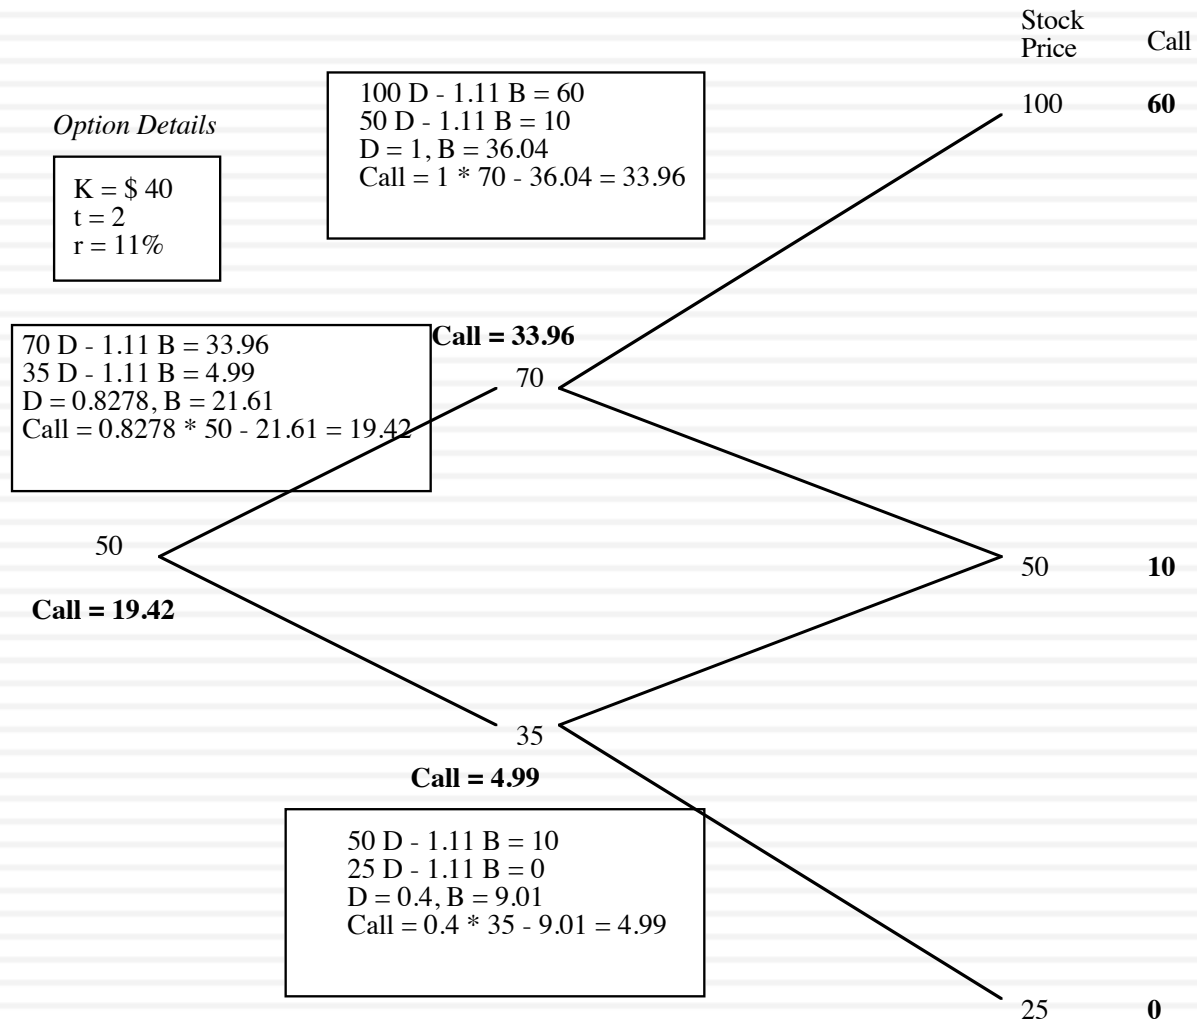 Stock
Price
Call
100 D - 1.11 B = 60
50 D - 1.11 B = 10
D = 1, B = 36.04
Call = 1 * 70 - 36.04 = 33.96
100
60
Option Details
K = $ 40
t = 2
r = 11%
70 D - 1.11 B = 33.96
35 D - 1.11 B = 4.99
D = 0.8278, B = 21.61
Call = 0.8278 * 50 - 21.61 = 19.42
Call = 33.96
70
50
Call = 19.42
50
10
35
Call = 4.99
50 D - 1.11 B = 10
25 D - 1.11 B = 0
D = 0.4, B = 9.01
Call = 0.4 * 35 - 9.01 = 4.99
25
0